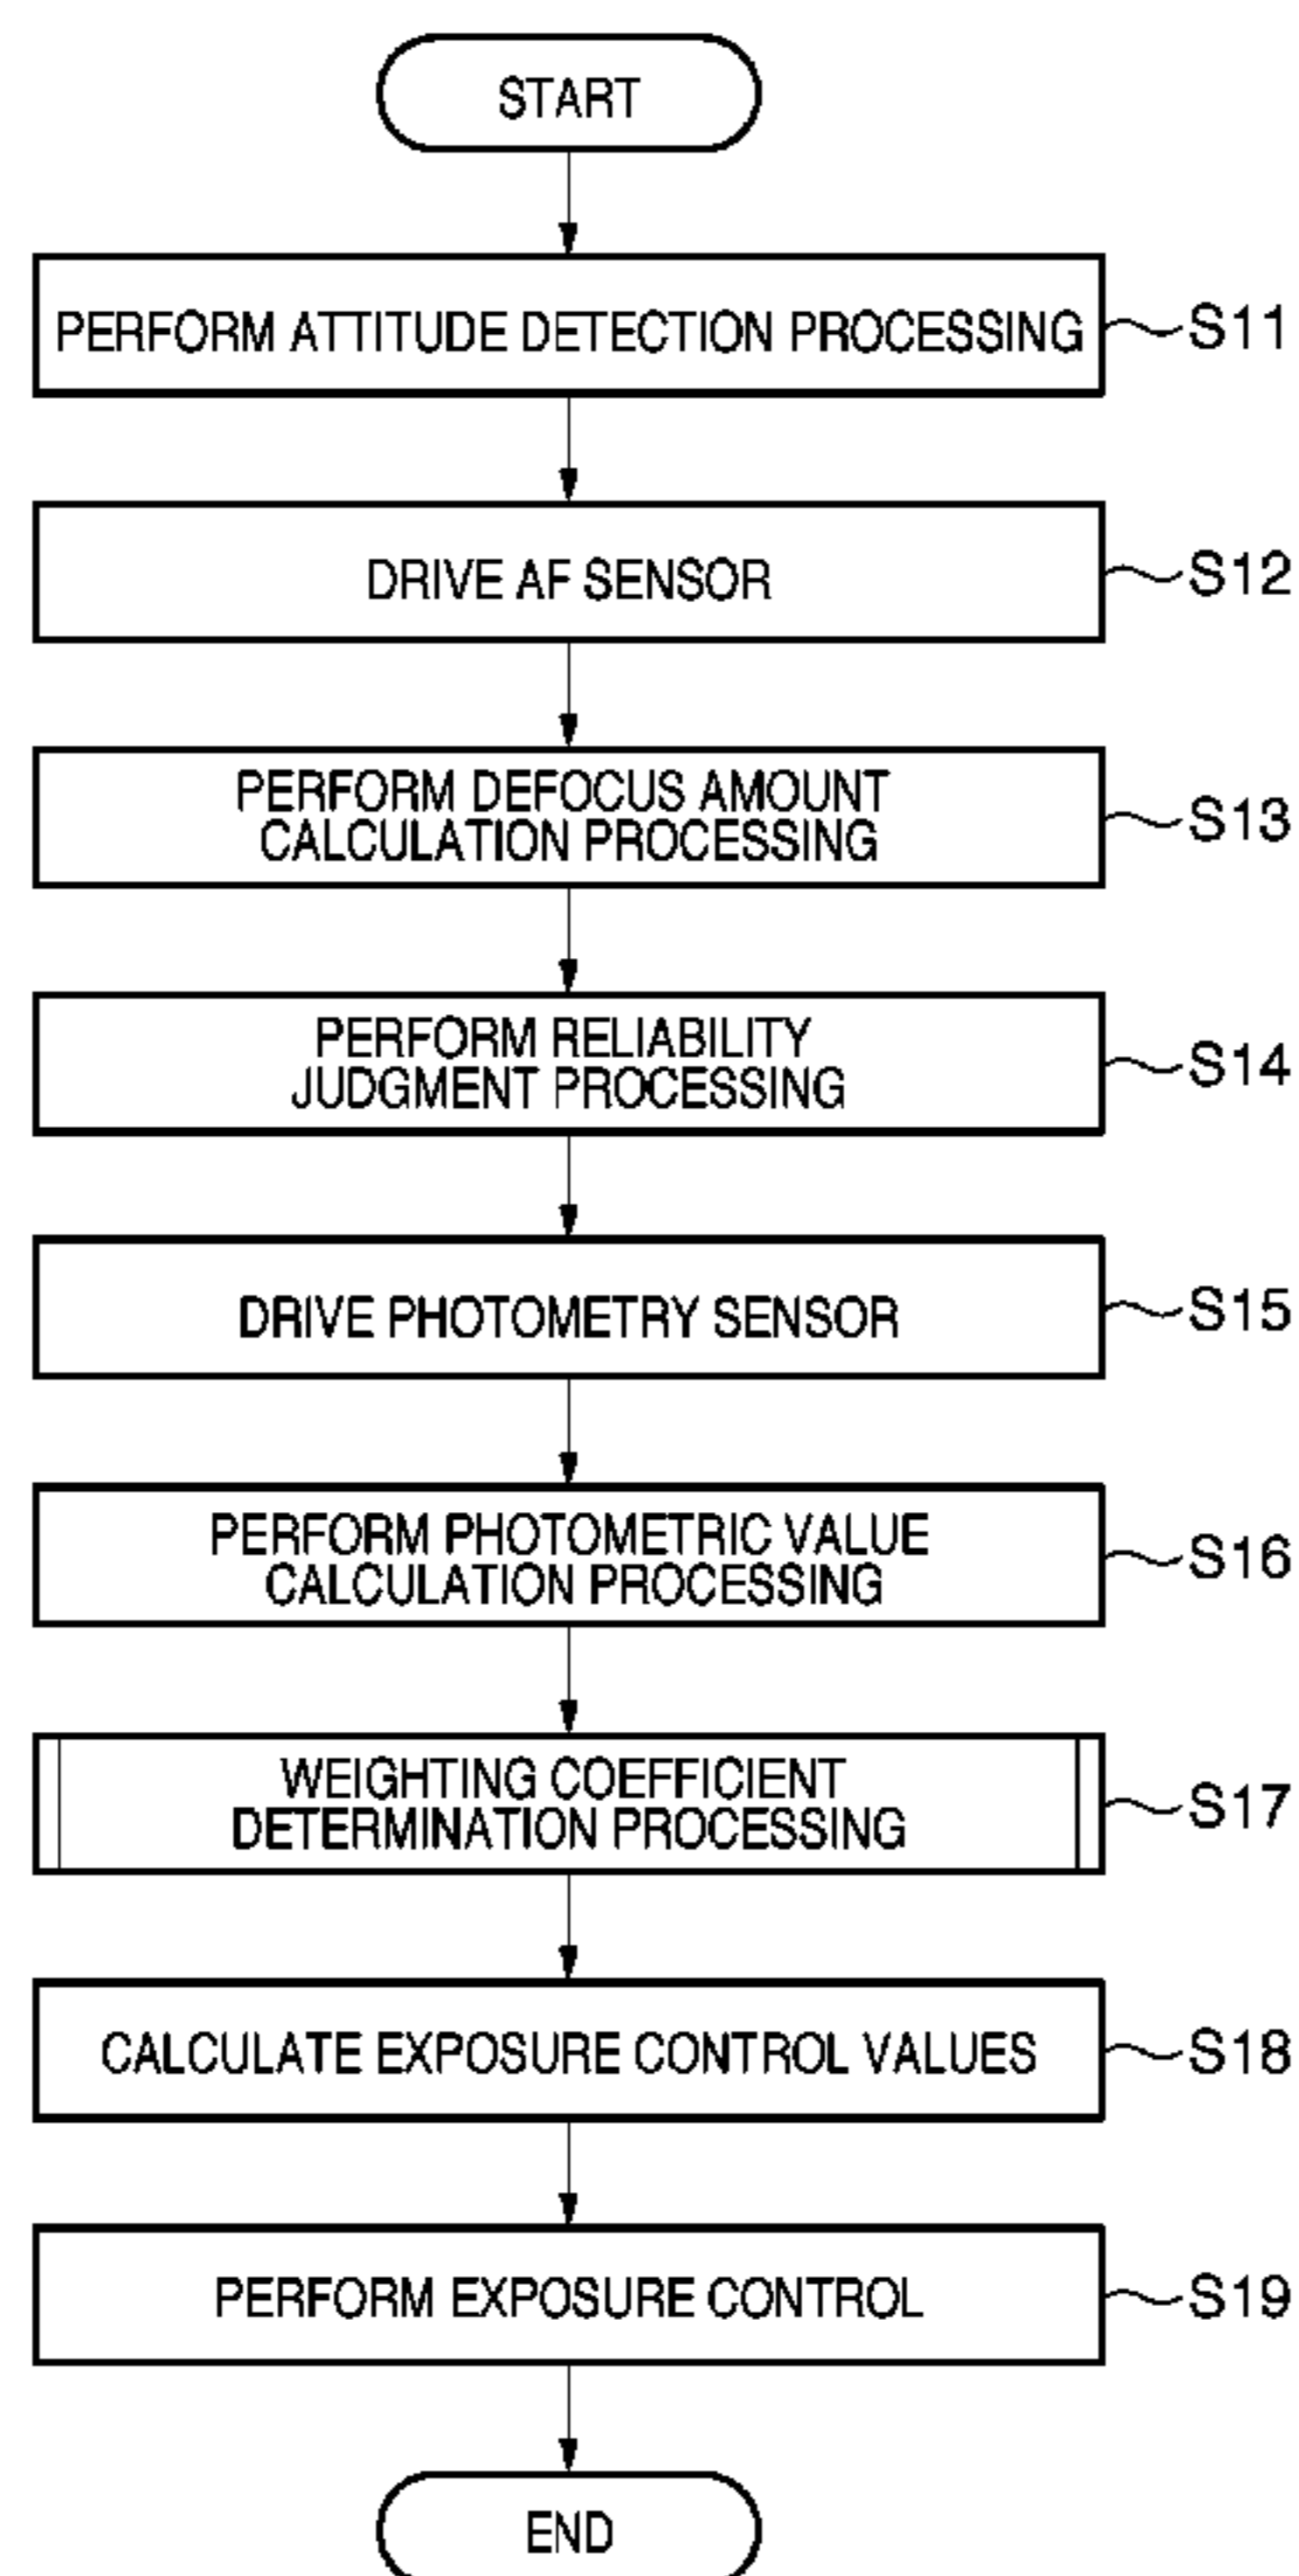 START
PERFORM ATTITUDE DETECTION PROCESSING
S11
DRIVE AF SENSOR
S12
PERFORM DEFOCUS AMOUNT
CALCULATION PROCESSING
S13
PERFORM RELIABILITY
JUDGMENT PROCESSING
S14
DRIVE PHOTOMETRY SENSOR
S15
PERFORM PHOTOMETRIC VALUE
CALCULATION PROCESSING
S16
WEIGHTING COEFFICIENT
DETERMINATION PROCESSING
S17
CALCULATE EXPOSURE CONTROL VALUES
S18
PERFORM EXPOSURE CONTROL
S19
END